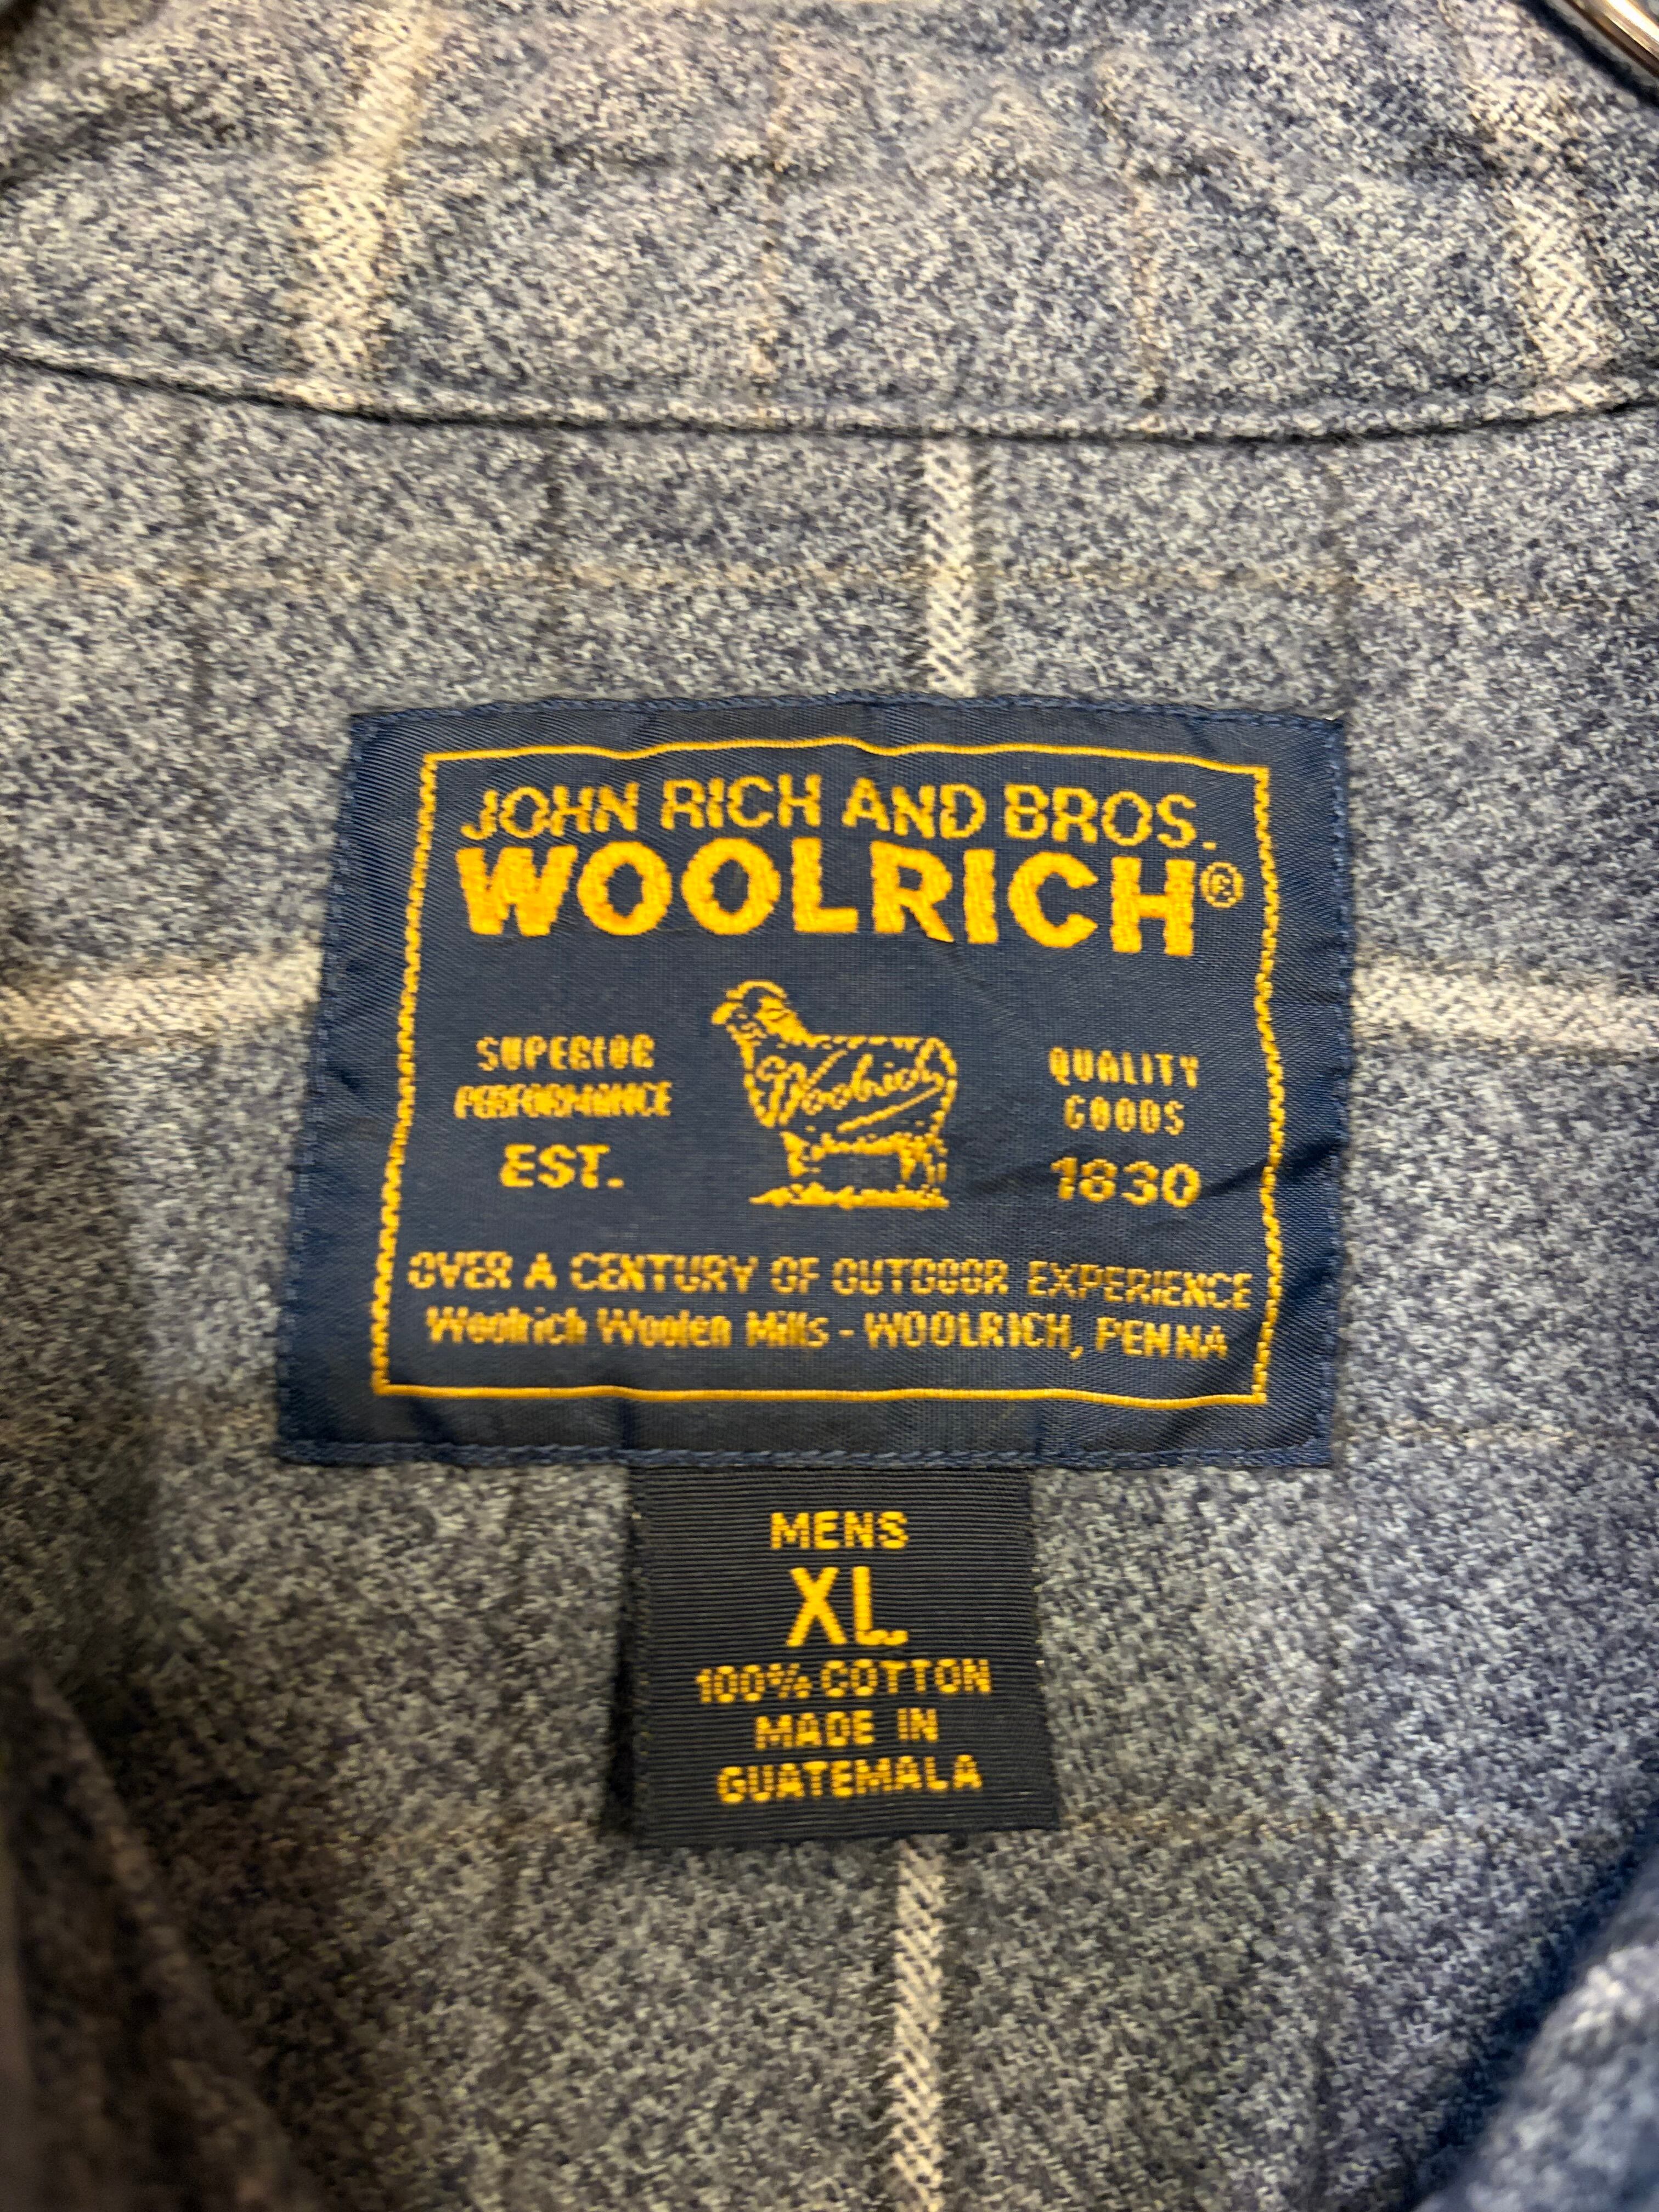 JOHN RICH AND BROS.
WOOLRICH®
SUPERIOR
PERFORMANCE
EST.
Woolrich
QUALITY
GOODS
1830
OVER A CENTURY OF OUTDOOR EXPERIENCE
Woolrich Woolen Mills - WOOLRICH, PENNA
MENS
XL
100% COTTON
MADE IN
GUATEMALA